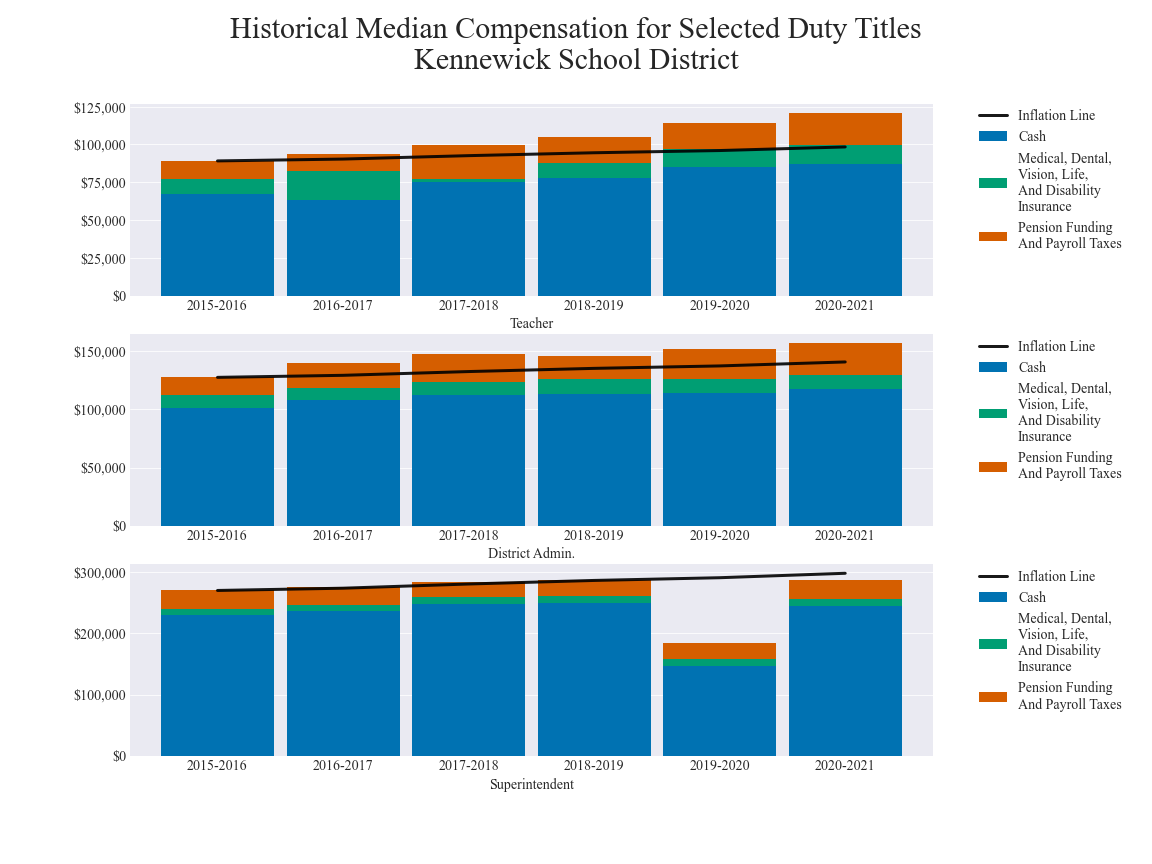 Historical Median Compensation for Selected Duty Titles
Kennewick School District
$125,000
$100,000
$75,000
$50,000
$25,000
$0
2015-2016
2016-2017
2017-2018
2018-2019
2019-2020
2020-2021
Teacher
Inflation Line
Cash
Medical, Dental,
Vision, Life,
And Disability
Insurance
Pension Funding
And Payroll Taxes
$150,000
$100,000
$50,000
$0
2015-2016
2016-2017
2017-2018
2018-2019
2019-2020
2020-2021
District Admin.
Inflation Line
Cash
Medical, Dental,
Vision, Life,
And Disability
Insurance
Pension Funding
And Payroll Taxes
$300,000
$200,000
$100,000
$0
2015-2016
2016-2017
2017-2018
2018-2019
2019-2020
2020-2021
Superintendent
Inflation Line
Cash
Medical, Dental,
Vision, Life,
And Disability
Insurance
Pension Funding
And Payroll Taxes